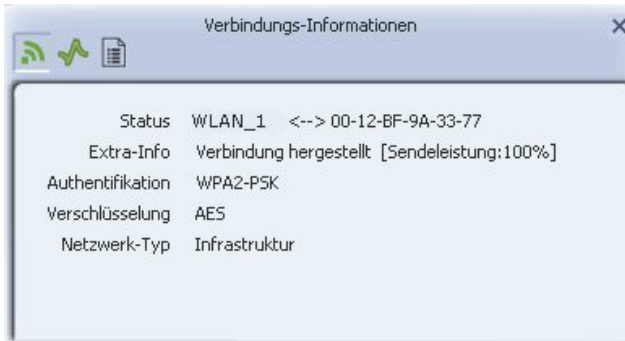 Verbindungs-Informationen
Status WLAN_1 <--> 00-12-BF-9A-33-77
Extra-Info Verbindung hergestellt [Sendeleistung:100%]
Authentifikation WPA2-PSK
Verschlüsselung AES
Netzwerk-Typ Infrastruktur